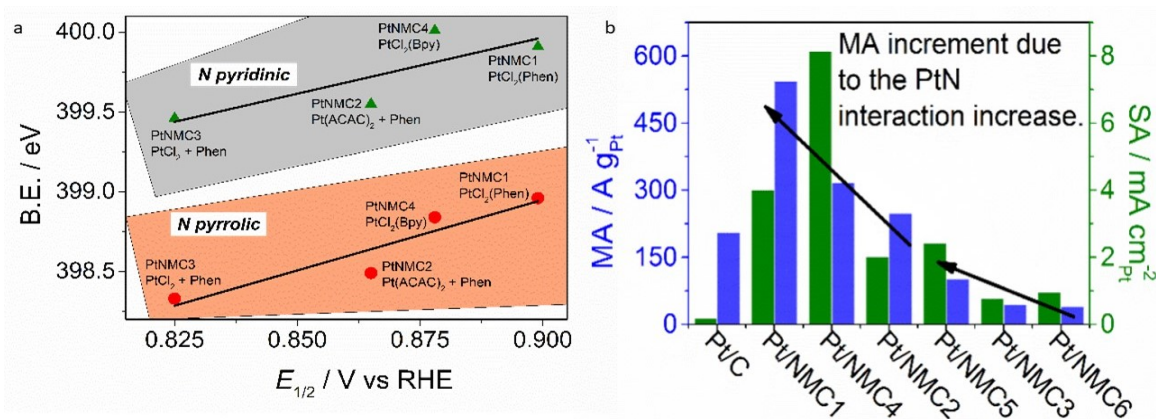 a
400.0
399.5
399.0
398.5
B.E. / eV
N pyridinic
PtNMC4
PtCl₂(Bpy)
PtNMC1
PtCl₂(Phen)
PtNMC2
Pt(ACAC)₂ + Phen
PtNMC3
PtCl₂ + Phen
N pyrrolic
PtNMC1
PtCl₂(Phen)
PtNMC4
PtCl₂(Bpy)
PtNMC3
PtCl₂ + Phen
PtNMC2
Pt(ACAC)₂ + Phen
0.825 0.850 0.875 0.900
E₁/₂ / V vs RHE
b
600
450
300
150
0
MA / A g⁻¹Pt
MA increment due
to the PtN
interaction increase.
8
6
4
2
0
SA / mA cm⁻²Pt
Pt/C
Pt/NMC1
Pt/NMC4
Pt/NMC2
Pt/NMC5
Pt/NMC3
Pt/NMC6